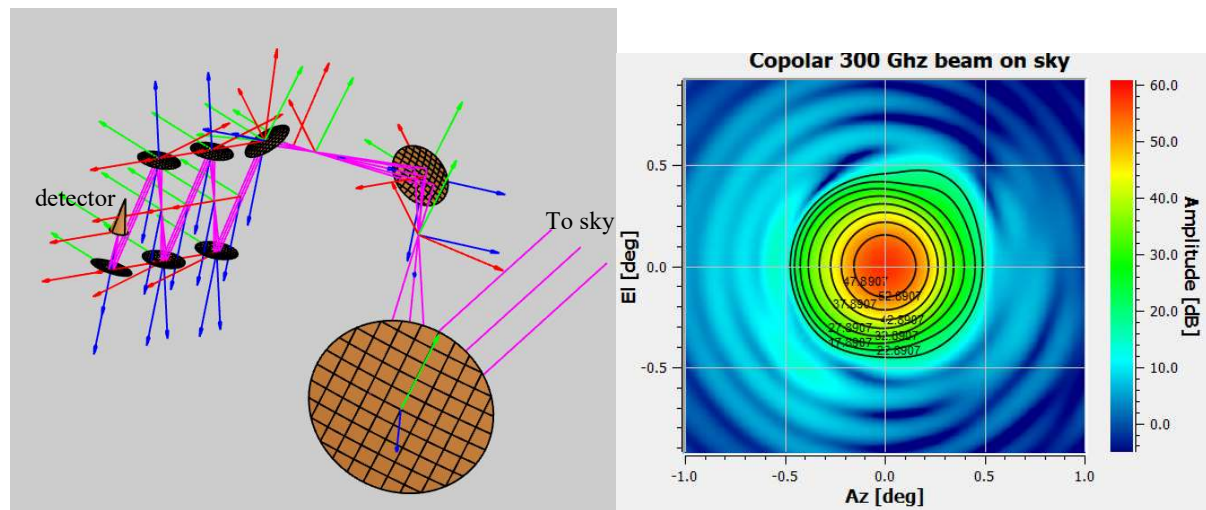 detector
To sky
Copolar 300 Ghz beam on sky
El [deg]
0.5
0.0
-0.5
47.8907
52.8907
37.8907
42.8907
27.8907
32.8907
17.8907
22.8907
-1.0 -0.5 0.0 0.5 1.0
Az [deg]
60.0
50.0
40.0
30.0
20.0
10.0
0.0
Amplitude [dB]